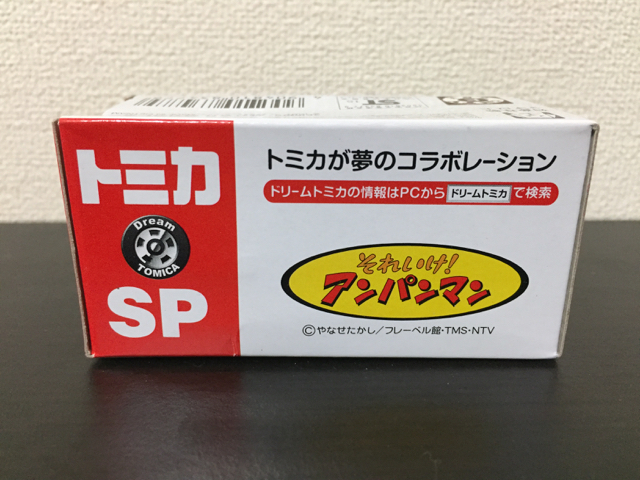 トミカ
Dream
TOMICA
SP
トミカが夢のコラボレーション
ドリームトミカの情報はPCから ドリームトミカ で検索
それいけ!
アンパンマン
©やなせたかし/フレーベル館・TMS・NTV
ST